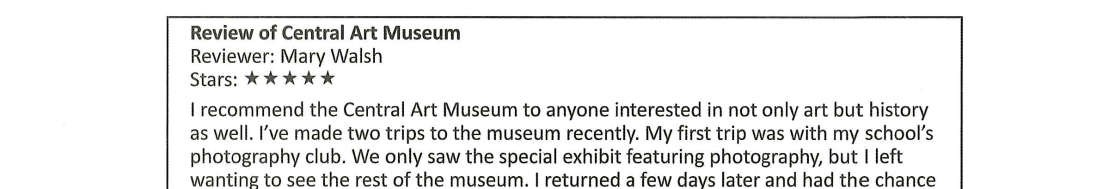 Review of Central Art Museum
Reviewer: Mary Walsh
Stars: ★★★★★
I recommend the Central Art Museum to anyone interested in not only art but history
as well. I've made two trips to the museum recently. My first trip was with my school's
photography club. We only saw the special exhibit featuring photography, but I left
wanting to see the rest of the museum. I returned a few days later and had the chance